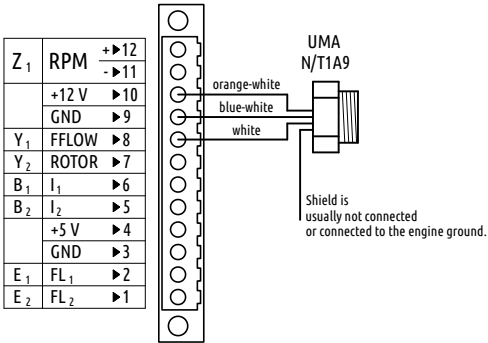 Z₁ RPM +▶12
-▶11
+12 V ▶10
GND ▶9
Y₁ FFLOW ▶8
Y₂ ROTOR ▶7
B₁ I₁ ▶6
B₂ I₂ ▶5
+5 V ▶4
GND ▶3
E₁ FL₁ ▶2
E₂ FL₂ ▶1
orange-white
blue-white
white
UMA
N/T1A9
Shield is
usually not connected
or connected to the engine ground.